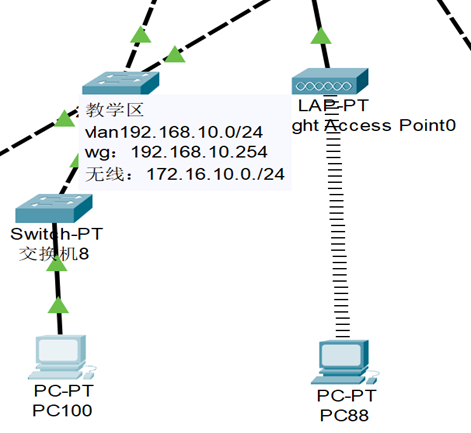 教学区
vlan192.168.10.0/24
wg：192.168.10.254
无线：172.16.10.0./24
LAP-PT
ght Access Point0
Switch-PT
交换机8
PC-PT
PC100
PC-PT
PC88